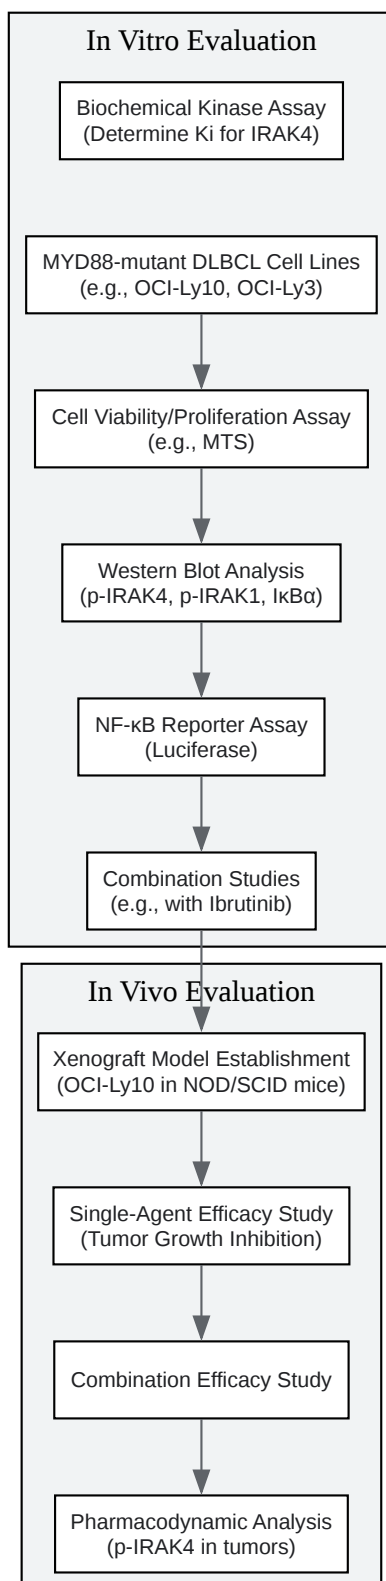 In Vitro Evaluation
Biochemical Kinase Assay
(Determine Ki for IRAK4)
MYD88-mutant DLBCL Cell Lines
(e.g., OCI-Ly10, OCI-Ly3)
Cell Viability/Proliferation Assay
(e.g., MTS)
Western Blot Analysis
(p-IRAK4, p-IRAK1, IκBα)
NF-κB Reporter Assay
(Luciferase)
Combination Studies
(e.g., with Ibrutinib)
In Vivo Evaluation
Xenograft Model Establishment
(OCI-Ly10 in NOD/SCID mice)
Single-Agent Efficacy Study
(Tumor Growth Inhibition)
Combination Efficacy Study
Pharmacodynamic Analysis
(p-IRAK4 in tumors)